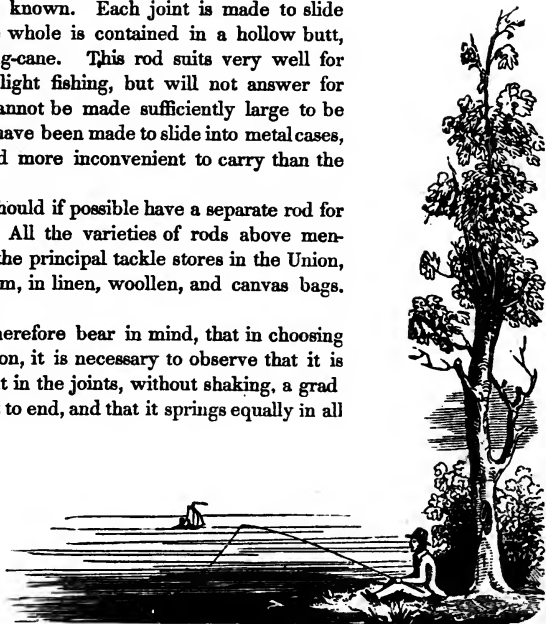 known. Each joint is made to slide
whole is contained in a hollow butt,
g-cane. This rod suits very well for
light fishing, but will not answer for
annot be made sufficiently large to be
have been made to slide into metal cases,
d more inconvenient to carry than the
hould if possible have a separate rod for
All the varieties of rods above men-
the principal tackle stores in the Union,
m, in linen, woollen, and canvas bags.
herefore bear in mind, that in choosing
on, it is necessary to observe that it is
t in the joints, without shaking, a grad
to end, and that it springs equally in all